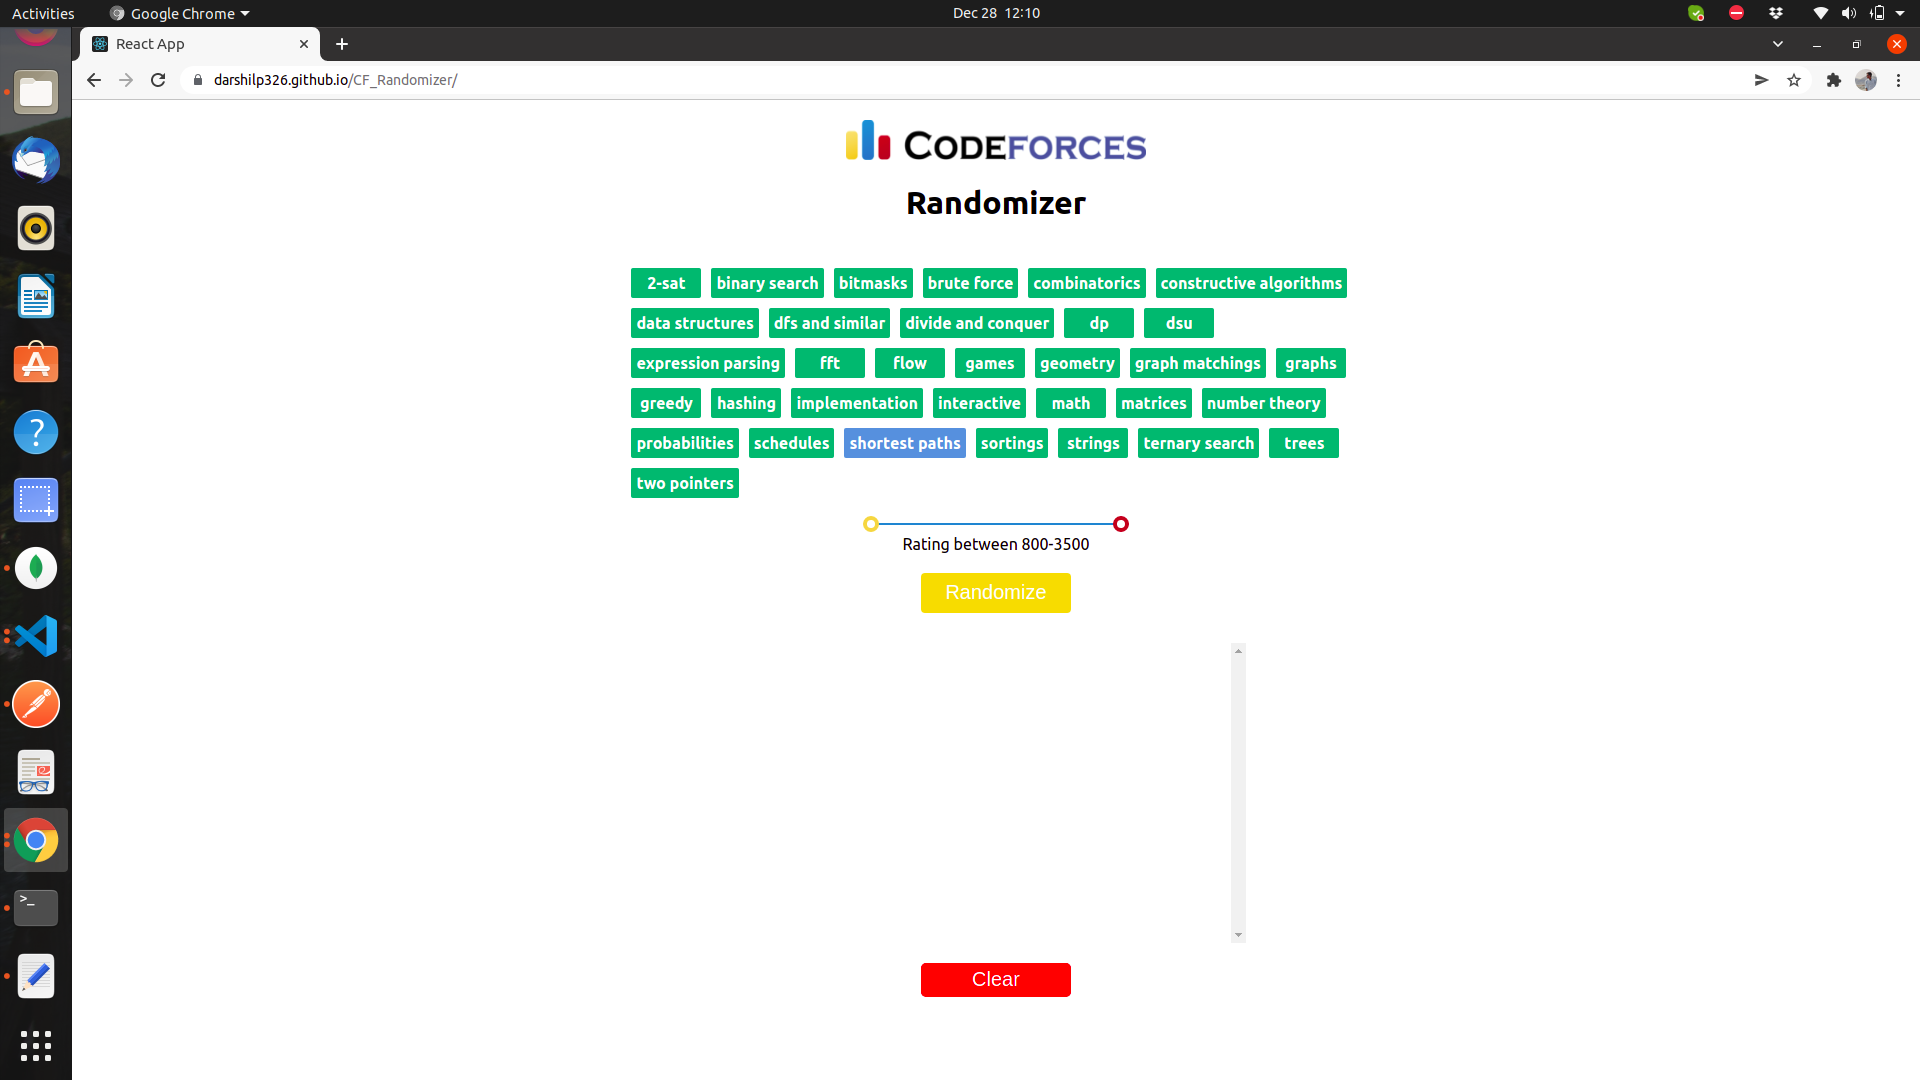 Activities Google Chrome Dec 28 12:10
React App
darshilp326.github.io/CF_Randomizer/
CODEFORCES
Randomizer
2-sat binary search bitmasks brute force combinatorics constructive algorithms
data structures dfs and similar divide and conquer dp dsu
expression parsing fft flow games geometry graph matchings graphs
greedy hashing implementation interactive math matrices number theory
probabilities schedules shortest paths sortings strings ternary search trees
two pointers
Rating between 800-3500
Randomize
Clear